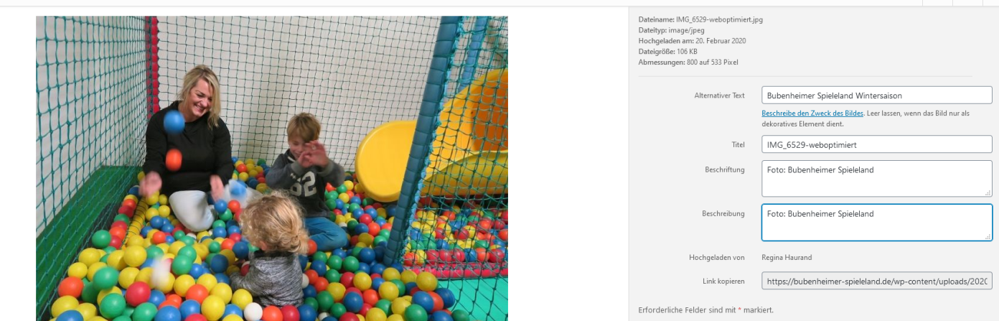 Dateiname: IMG_6529-weboptimiert.jpg
Dateityp: image/jpeg
Hochgeladen am: 20. Februar 2020
Dateigröße: 106 KB
Abmessungen: 800 auf 533 Pixel
Alternativer Text Bubenheimer Spieleland Wintersaison
Beschreibe den Zweck des Bildes. Leer lassen, wenn das Bild nur als
dekoratives Element dient.
Titel IMG_6529-weboptimiert
Beschriftung Foto: Bubenheimer Spieleland
Beschreibung Foto: Bubenheimer Spieleland
Hochgeladen von Regina Haurand
Link kopieren https://bubenheimer-spieleland.de/wp-content/uploads/202
Erforderliche Felder sind mit * markiert.
52